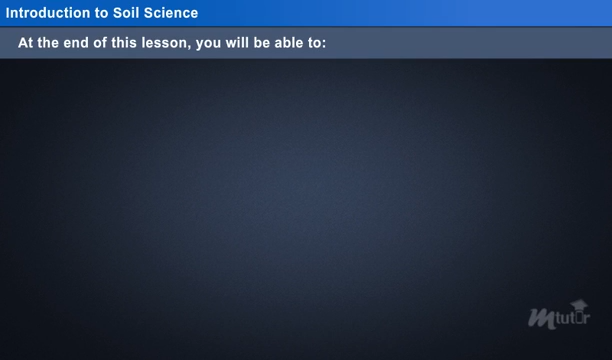 Introduction to Soil Science
At the end of this lesson, you will be able to:
Mtutor